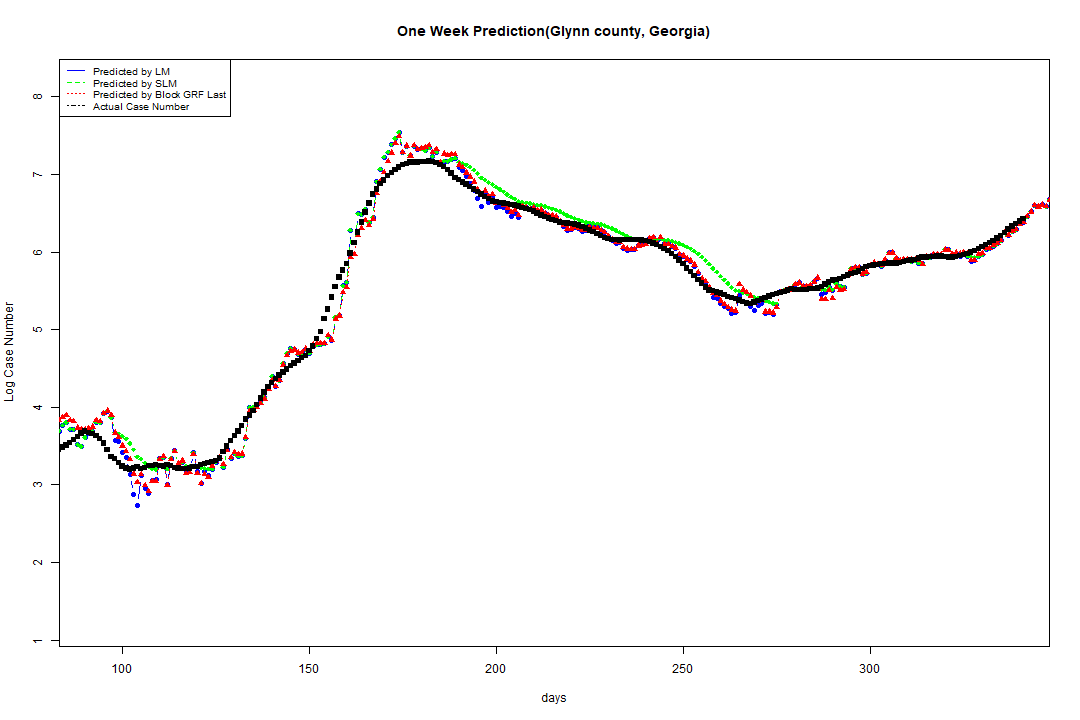 One Week Prediction(Glynn county, Georgia)
Predicted by LM
Predicted by SLM
Predicted by Block GRF Last
Actual Case Number
8
7
6
5
4
3
2
1
Log Case Number
100 150 200 250 300
days